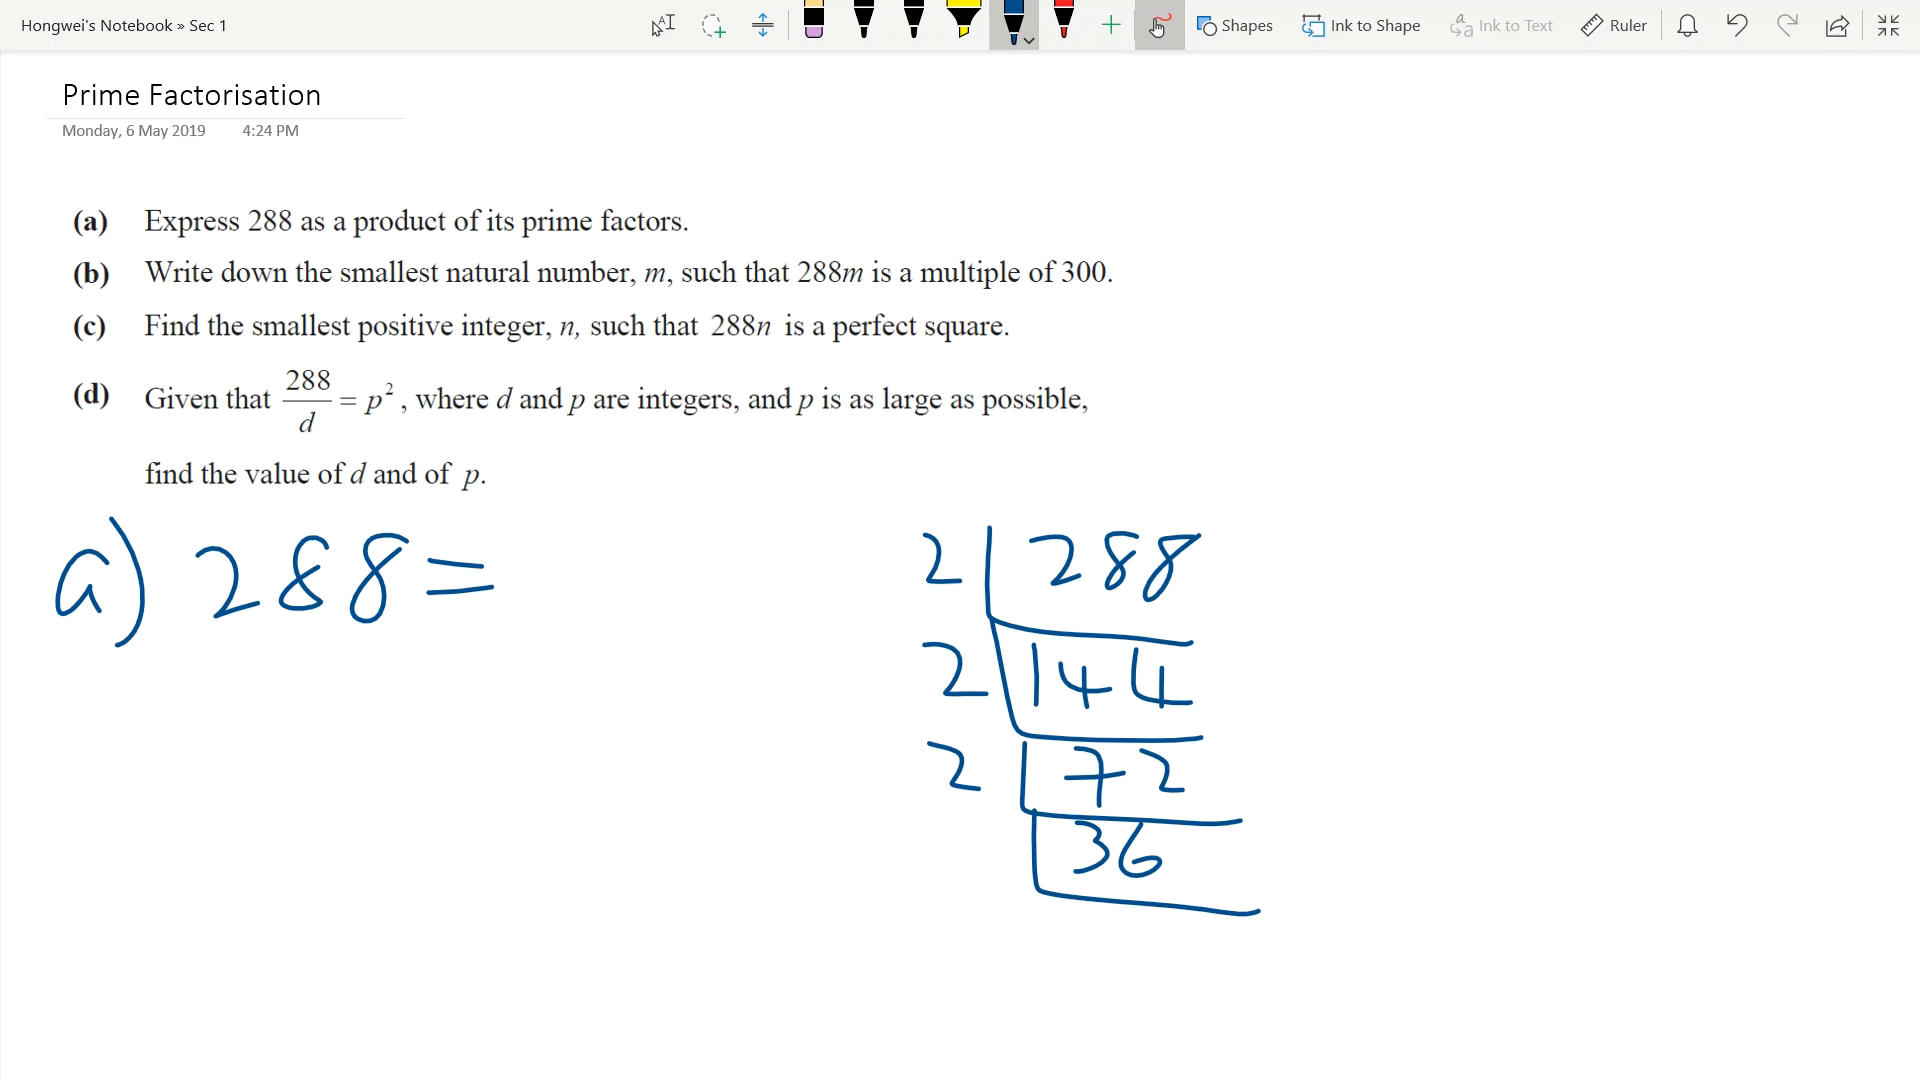 Hongwei's Notebook » Sec 1
Shapes
Ink to Shape
Ink to Text
Ruler
Prime Factorisation
Monday, 6 May 2019 4:24 PM
(a) Express 288 as a product of its prime factors.
(b) Write down the smallest natural number, m, such that 288m is a multiple of 300.
(c) Find the smallest positive integer, n, such that 288n is a perfect square.
(d) Given that 288/d = p², where d and p are integers, and p is as large as possible,
find the value of d and of p.
a) 288 =
2 288
2 144
2 72
36